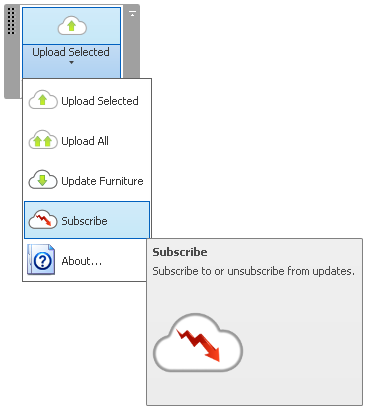 Upload Selected
Upload Selected
Upload All
Update Furniture
Subscribe
About...
Subscribe
Subscribe to or unsubscribe from updates.